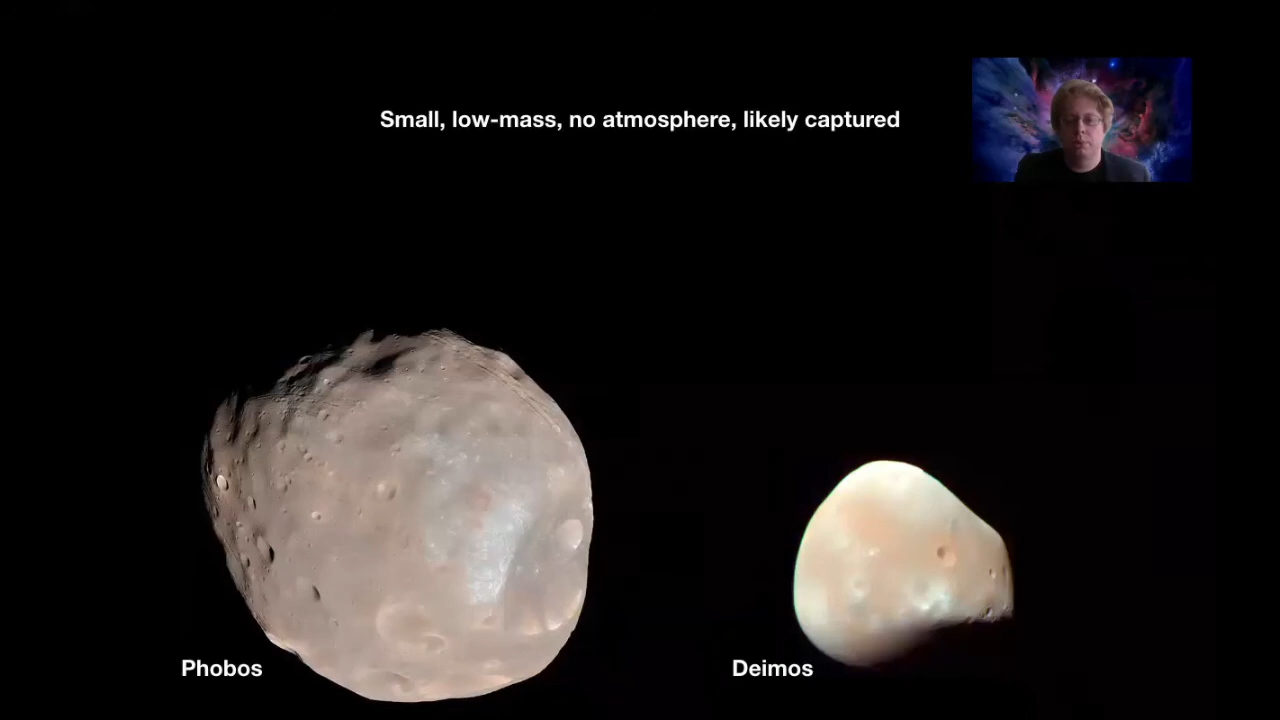 Small, low-mass, no atmosphere, likely captured
Phobos
Deimos